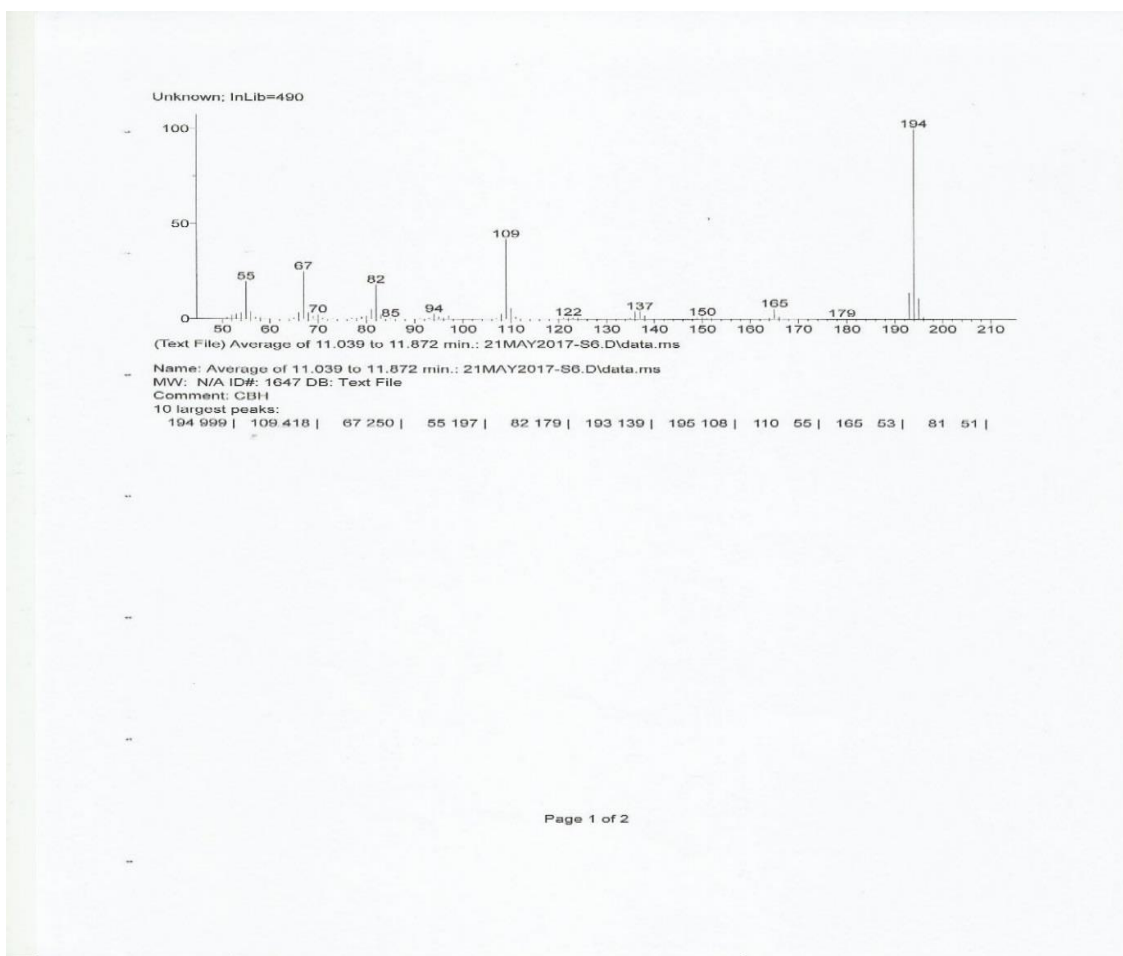 Unknown; InLib=490
100
194
50
109
67
55
82
70
85
94
122
137
150
165
179
0
50 60 70 80 90 100 110 120 130 140 150 160 170 180 190 200 210
(Text File) Average of 11.039 to 11.872 min.: 21MAY2017-S6.D\data.ms
Name: Average of 11.039 to 11.872 min.: 21MAY2017-S6.D\data.ms
MW: N/A ID#: 1647 DB: Text File
Comment: CBH
10 largest peaks:
194 999 | 109 418 | 67 250 | 55 197 | 82 179 | 193 139 | 195 108 | 110 55 | 165 53 | 81 51 |
Page 1 of 2